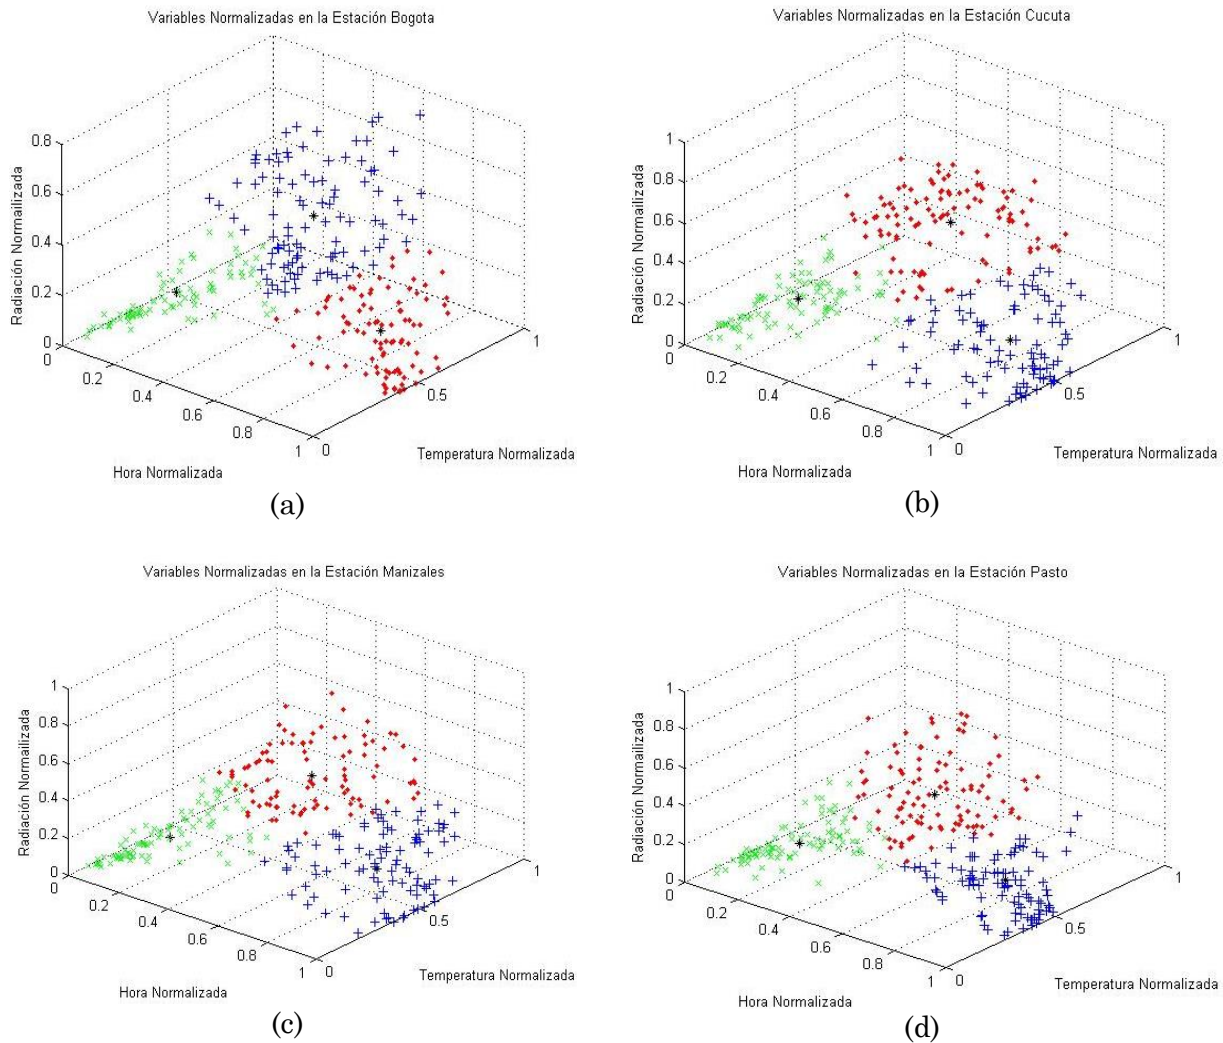 Variables Normalizadas en la Estación Bogota
0.8
0.6
0.4
0.2
0
Radiación Normailizada
0
0.2
0.4
0.6
0.8
1
Hora Normalizada
0
0.5
1
Temperatura Normalizada
(a)
Variables Normalizadas en la Estación Cucuta
1
0.8
0.6
0.4
0.2
0
Radiación Normailizada
0
0.2
0.4
0.6
0.8
1
Hora Normalizada
0
0.5
1
Temperatura Normalizada
(b)
Variables Normalizadas en la Estación Manizales
1
0.8
0.6
0.4
0.2
0
Radiación Normailizada
0
0.2
0.4
0.6
0.8
1
Hora Normalizada
0
0.5
1
Temperatura Normalizada
(c)
Variables Normalizadas en la Estación Pasto
1
0.8
0.6
0.4
0.2
0
Radiación Normailizada
0
0.2
0.4
0.6
0.8
1
Hora Normalizada
0
0.5
1
Temperatura Normalizada
(d)